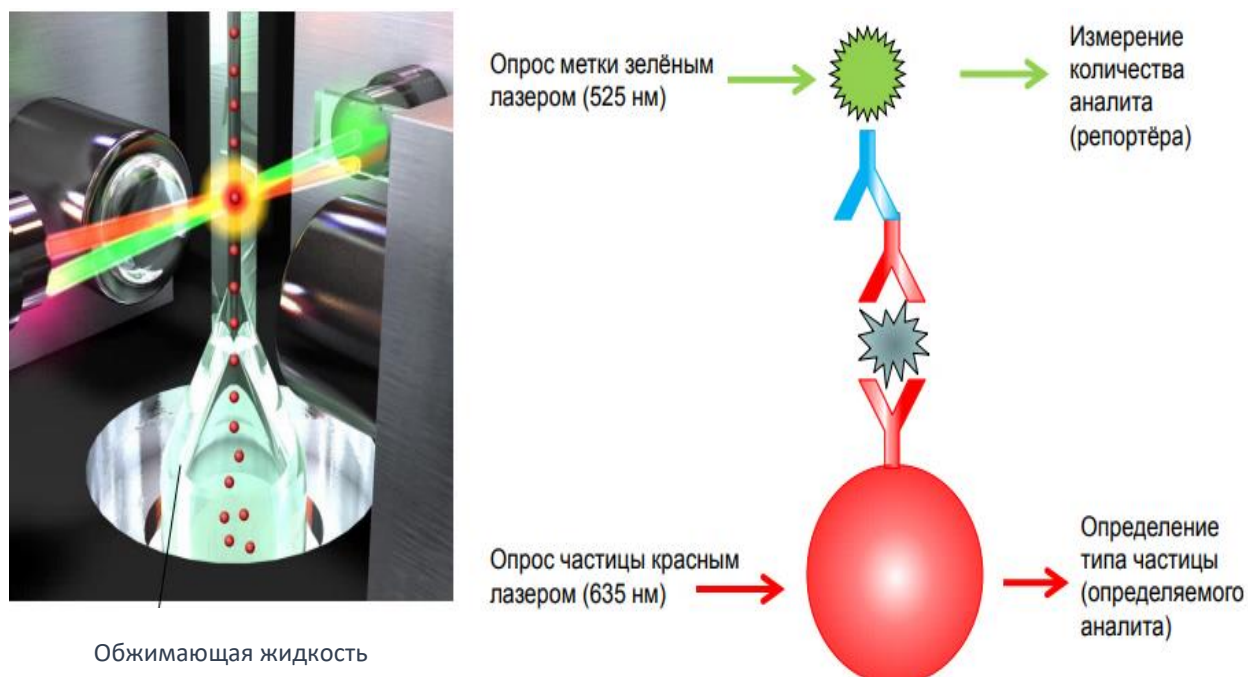 Опрос метки зелёным
лазером (525 нм)
Измерение
количества
аналита
(репортёра)
Опрос частицы красным
лазером (635 нм)
Определение
типа частицы
(определяемого
аналита)
Обжимающая жидкость